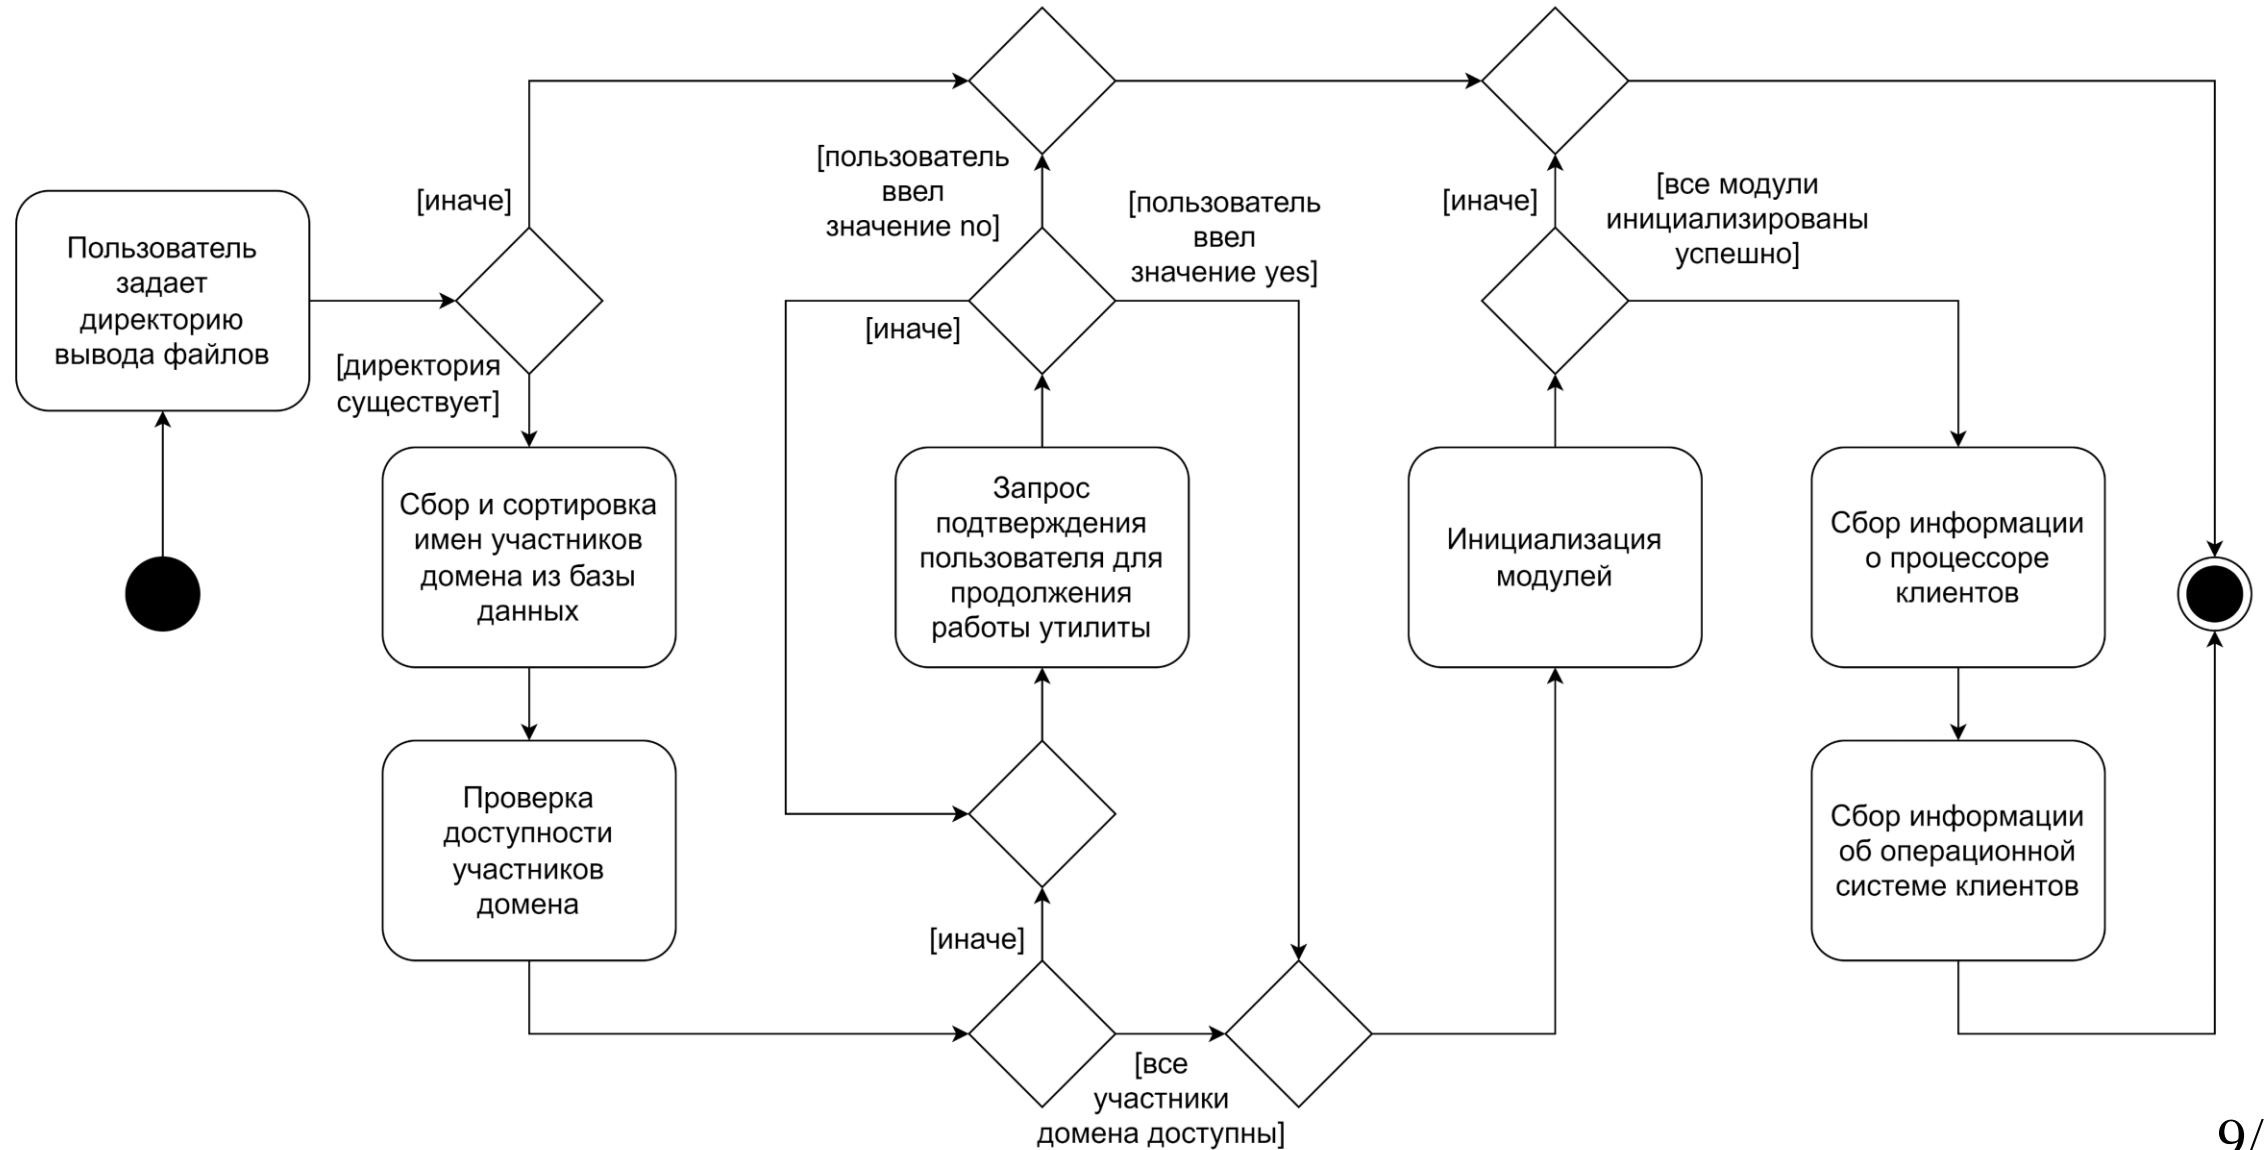 Пользователь
задает
директорию
вывода файлов
[иначе]
[директория
существует]
Сбор и сортировка
имен участников
домена из базы
данных
Проверка
доступности
участников
домена
[пользователь
ввел
значение no]
[пользователь
ввел
значение yes]
[иначе]
Запрос
подтверждения
пользователя для
продолжения
работы утилиты
[иначе]
[все
участники
домена доступны]
[иначе]
[все модули
инициализированы
успешно]
Инициализация
модулей
Сбор информации
о процессоре
клиентов
Сбор информации
об операционной
системе клиентов
9/